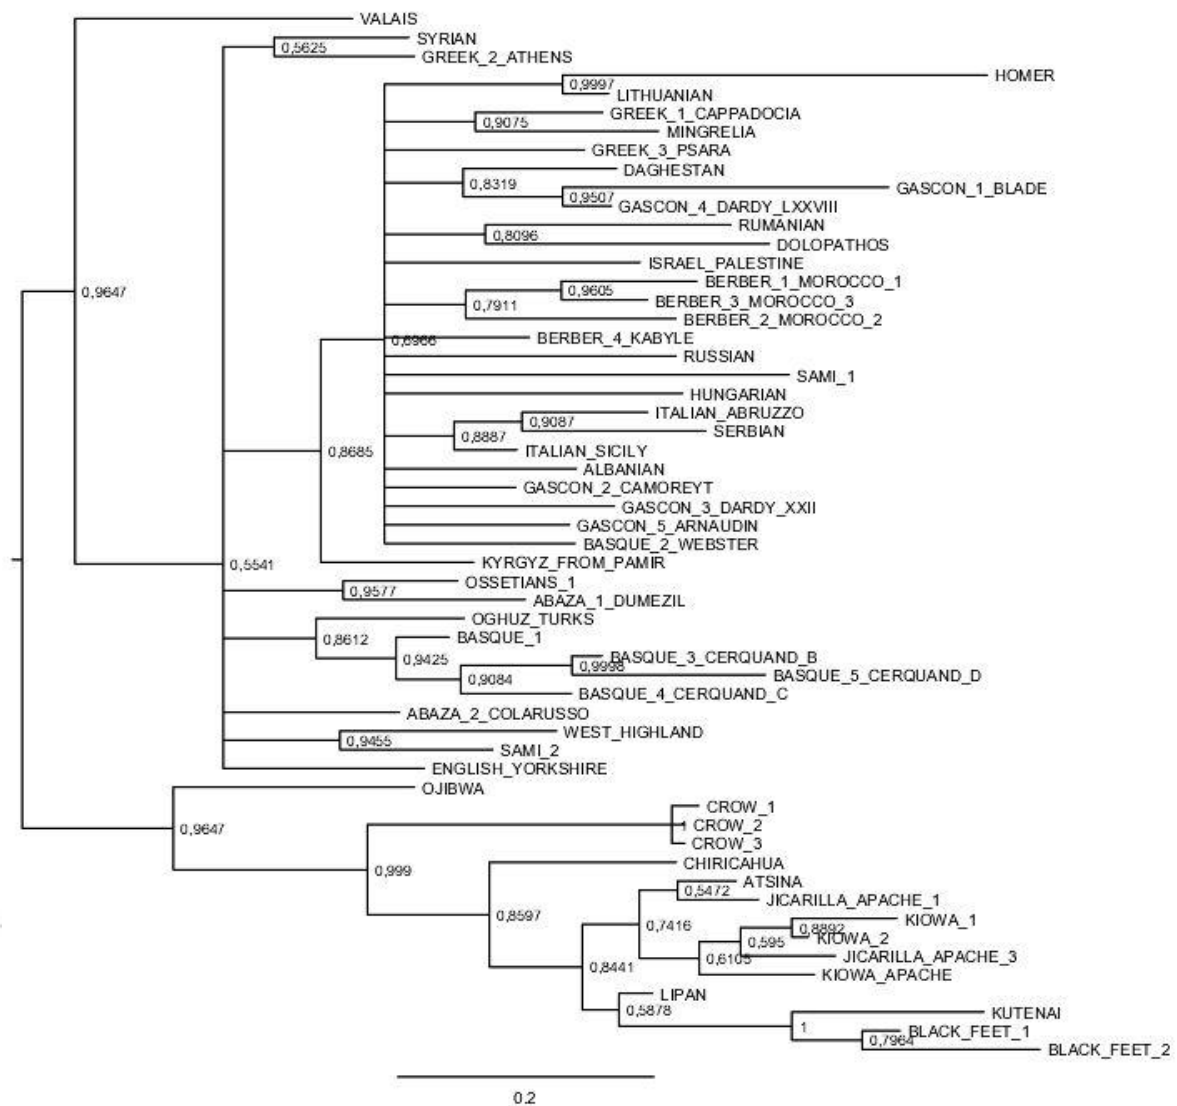 VALAIS
SYRIAN
0,5625
GREEK_2_ATHENS
HOMER
0,9997
LITHUANIAN
GREEK_1_CAPPADOCIA
0,9075
MINGRELIA
GREEK_3_PSARA
DAGHESTAN
0,8319
GASCON_1_BLADE
0,9507
GASCON_4_DARDY_LXXVIII
RUMANIAN
0,8096
DOLOPATHOS
ISRAEL_PALESTINE
BERBER_1_MOROCCO_1
0,9647
0,9605
BERBER_3_MOROCCO_3
0,7911
BERBER_2_MOROCCO_2
BERBER_4_KABYLE
0,6966
RUSSIAN
SAMI_1
HUNGARIAN
ITALIAN_ABRUZZO
0,9087
SERBIAN
0,8887
ITALIAN_SICILY
0,8685
ALBANIAN
GASCON_2_CAMOREYT
GASCON_3_DARDY_XXII
GASCON_5_ARNAUDIN
BASQUE_2_WEBSTER
KYRGYZ_FROM_PAMIR
0,5541
OSSETIANS_1
0,9577
ABAZA_1_DUMEZIL
OGHUZ_TURKS
0,8612
BASQUE_1
0,9425
BASQUE_3_CERQUAND_B
0,9998
BASQUE_5_CERQUAND_D
0,9084
BASQUE_4_CERQUAND_C
ABAZA_2_COLARUSSO
WEST_HIGHLAND
0,9455
SAMI_2
ENGLISH_YORKSHIRE
OJIBWA
CROW_1
0,9647
1
CROW_2
CROW_3
0,999
CHIRICAHUA
ATSINA
0,5472
JICARILLA_APACHE_1
0,8597
KIOWA_1
0,7416
0,8892
KIOWA_2
0,595
JICARILLA_APACHE_3
0,6105
0,8441
KIOWA_APACHE
LIPAN
0,5878
KUTENAI
1
BLACK_FEET_1
0,7964
BLACK_FEET_2
0.2